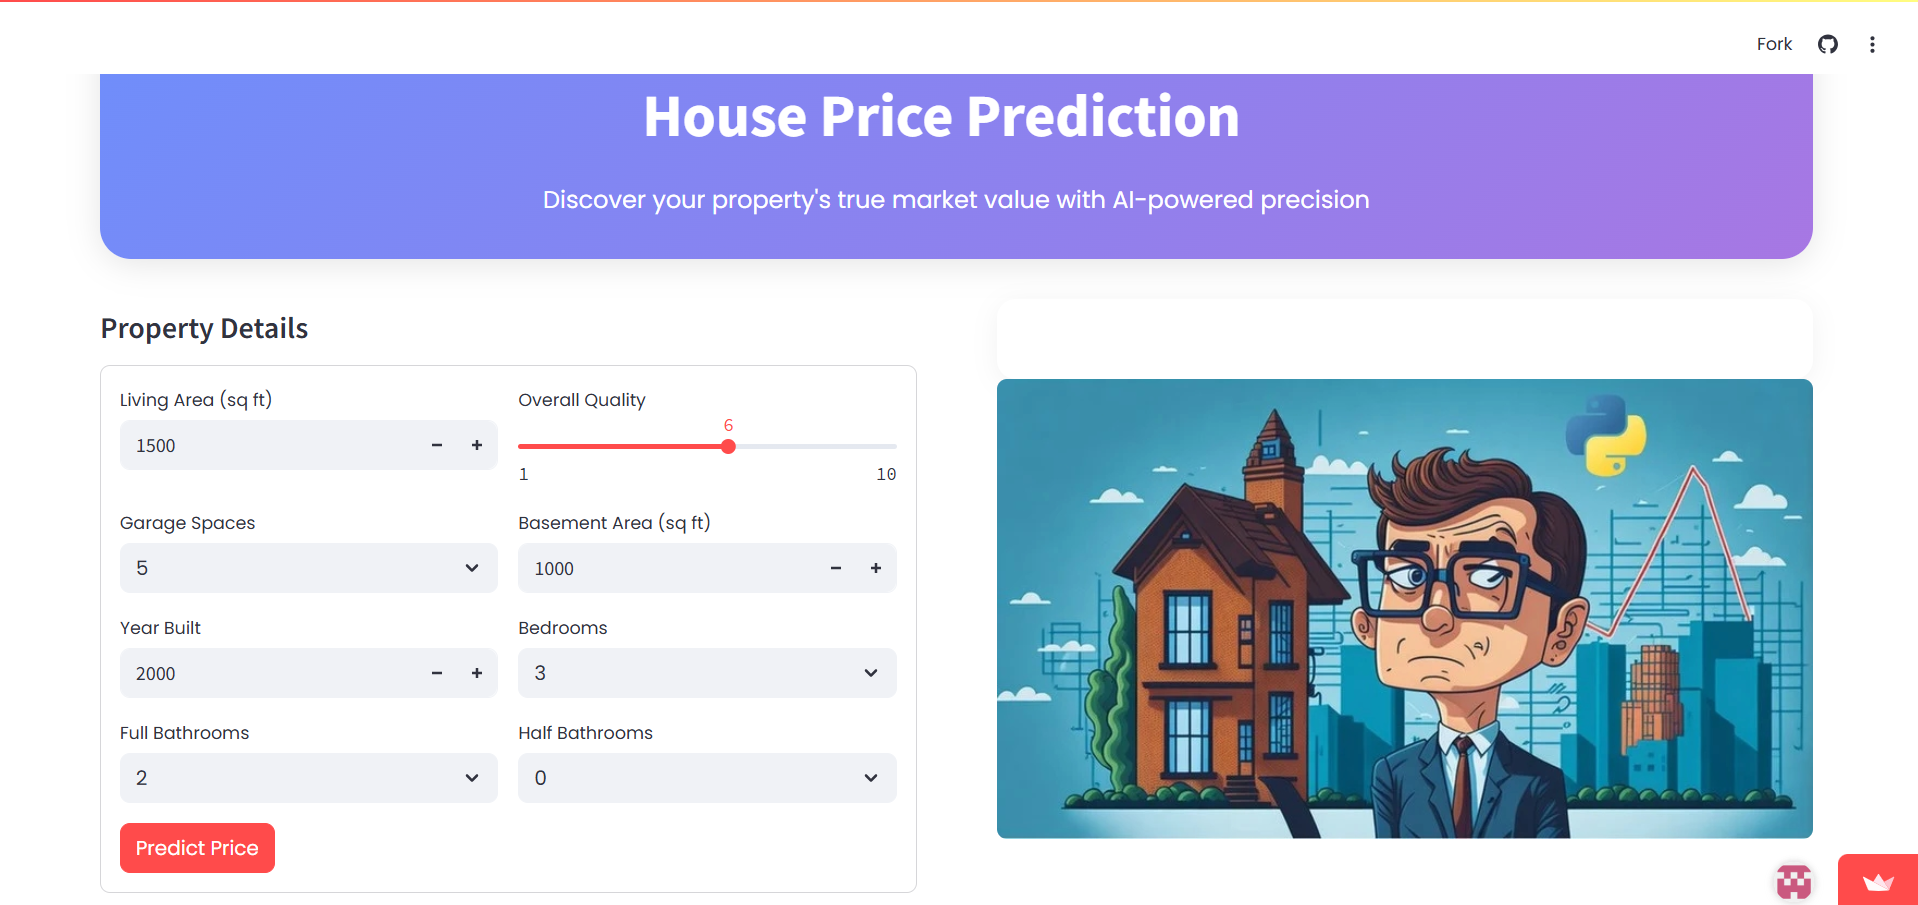 Fork
House Price Prediction
Discover your property's true market value with AI-powered precision
Property Details
Living Area (sq ft)
1500
Overall Quality
6
1 10
Garage Spaces
5
Basement Area (sq ft)
1000
Year Built
2000
Bedrooms
3
Full Bathrooms
2
Half Bathrooms
0
Predict Price